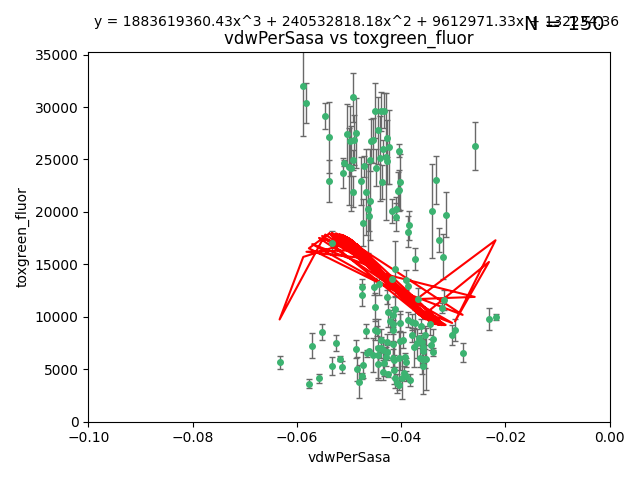 y = 1883619360.43x^3 + 240532818.18x^2 + 9612971.33x +
N = 150
vdwPerSasa vs toxgreen_fluor
35000
30000
25000
20000
15000
10000
5000
0
toxgreen_fluor
−0.10 −0.08 −0.06 −0.04 −0.02 0.00
vdwPerSasa